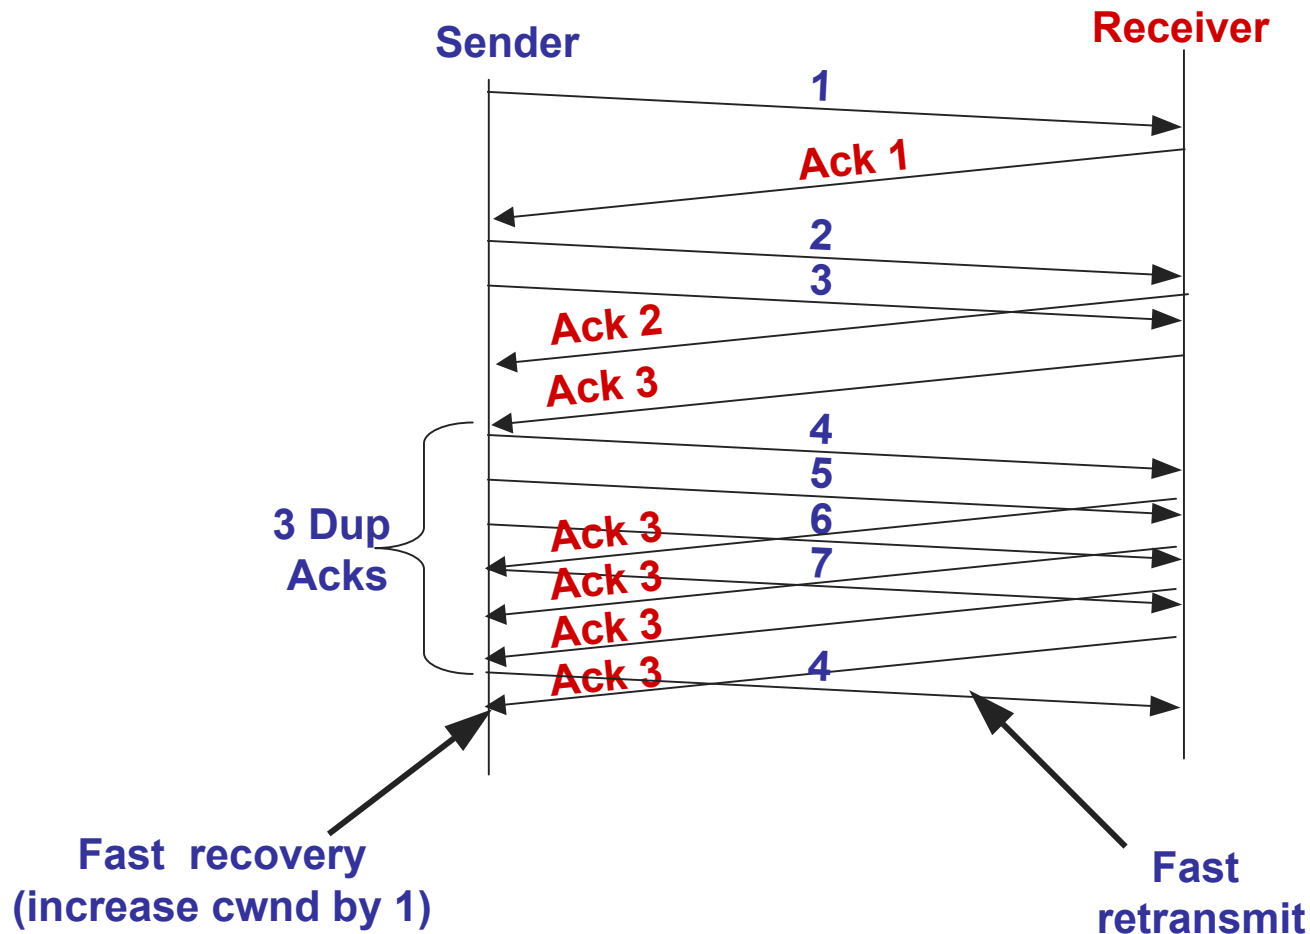 Sender
Receiver
1
Ack 1
2
3
Ack 2
Ack 3
4
5
3 Dup
Acks
6
Ack 3
7
Ack 3
Ack 3
4
Ack 3
Fast recovery
(increase cwnd by 1)
Fast
retransmit